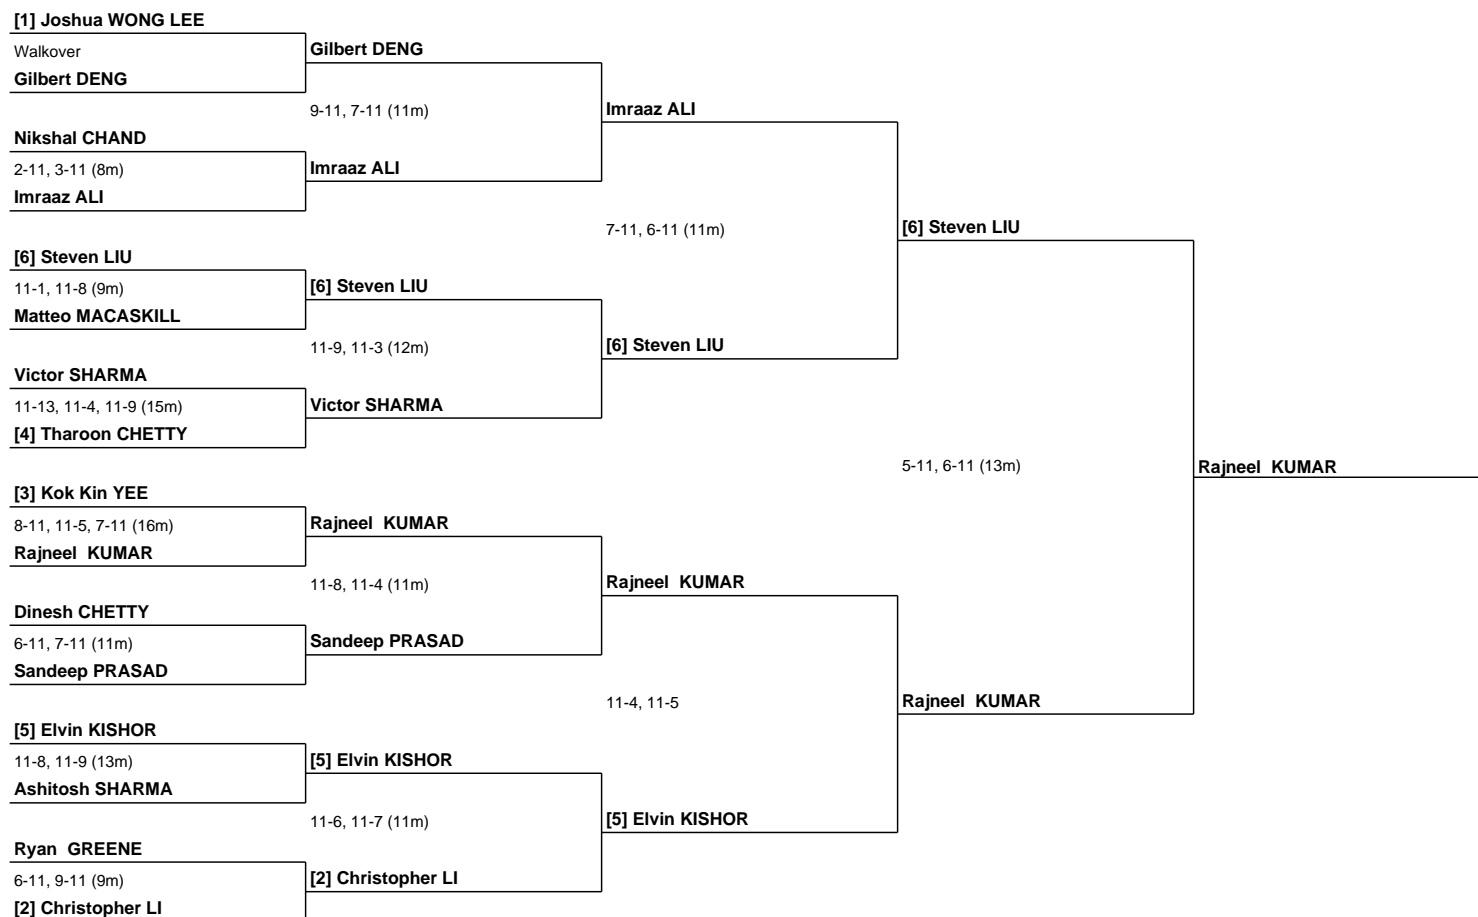 [1] Joshua WONG LEE
Walkover
Gilbert DENG
Nikshal CHAND
2-11, 3-11 (8m)
Imraaz ALI
[6] Steven LIU
11-1, 11-8 (9m)
Matteo MACASKILL
Victor SHARMA
11-13, 11-4, 11-9 (15m)
[4] Tharoon CHETTY
[3] Kok Kin YEE
8-11, 11-5, 7-11 (16m)
Rajneel  KUMAR
Dinesh CHETTY
6-11, 7-11 (11m)
Sandeep PRASAD
[5] Elvin KISHOR
11-8, 11-9 (13m)
Ashitosh SHARMA
Ryan  GREENE
6-11, 9-11 (9m)
[2] Christopher LI
Gilbert DENG
9-11, 7-11 (11m)
Imraaz ALI
[6] Steven LIU
11-9, 11-3 (12m)
Victor SHARMA
Rajneel  KUMAR
11-8, 11-4 (11m)
Sandeep PRASAD
[5] Elvin KISHOR
11-6, 11-7 (11m)
[2] Christopher LI
Imraaz ALI
7-11, 6-11 (11m)
[6] Steven LIU
Rajneel  KUMAR
11-4, 11-5
[5] Elvin KISHOR
[6] Steven LIU
5-11, 6-11 (13m)
Rajneel  KUMAR
Rajneel  KUMAR